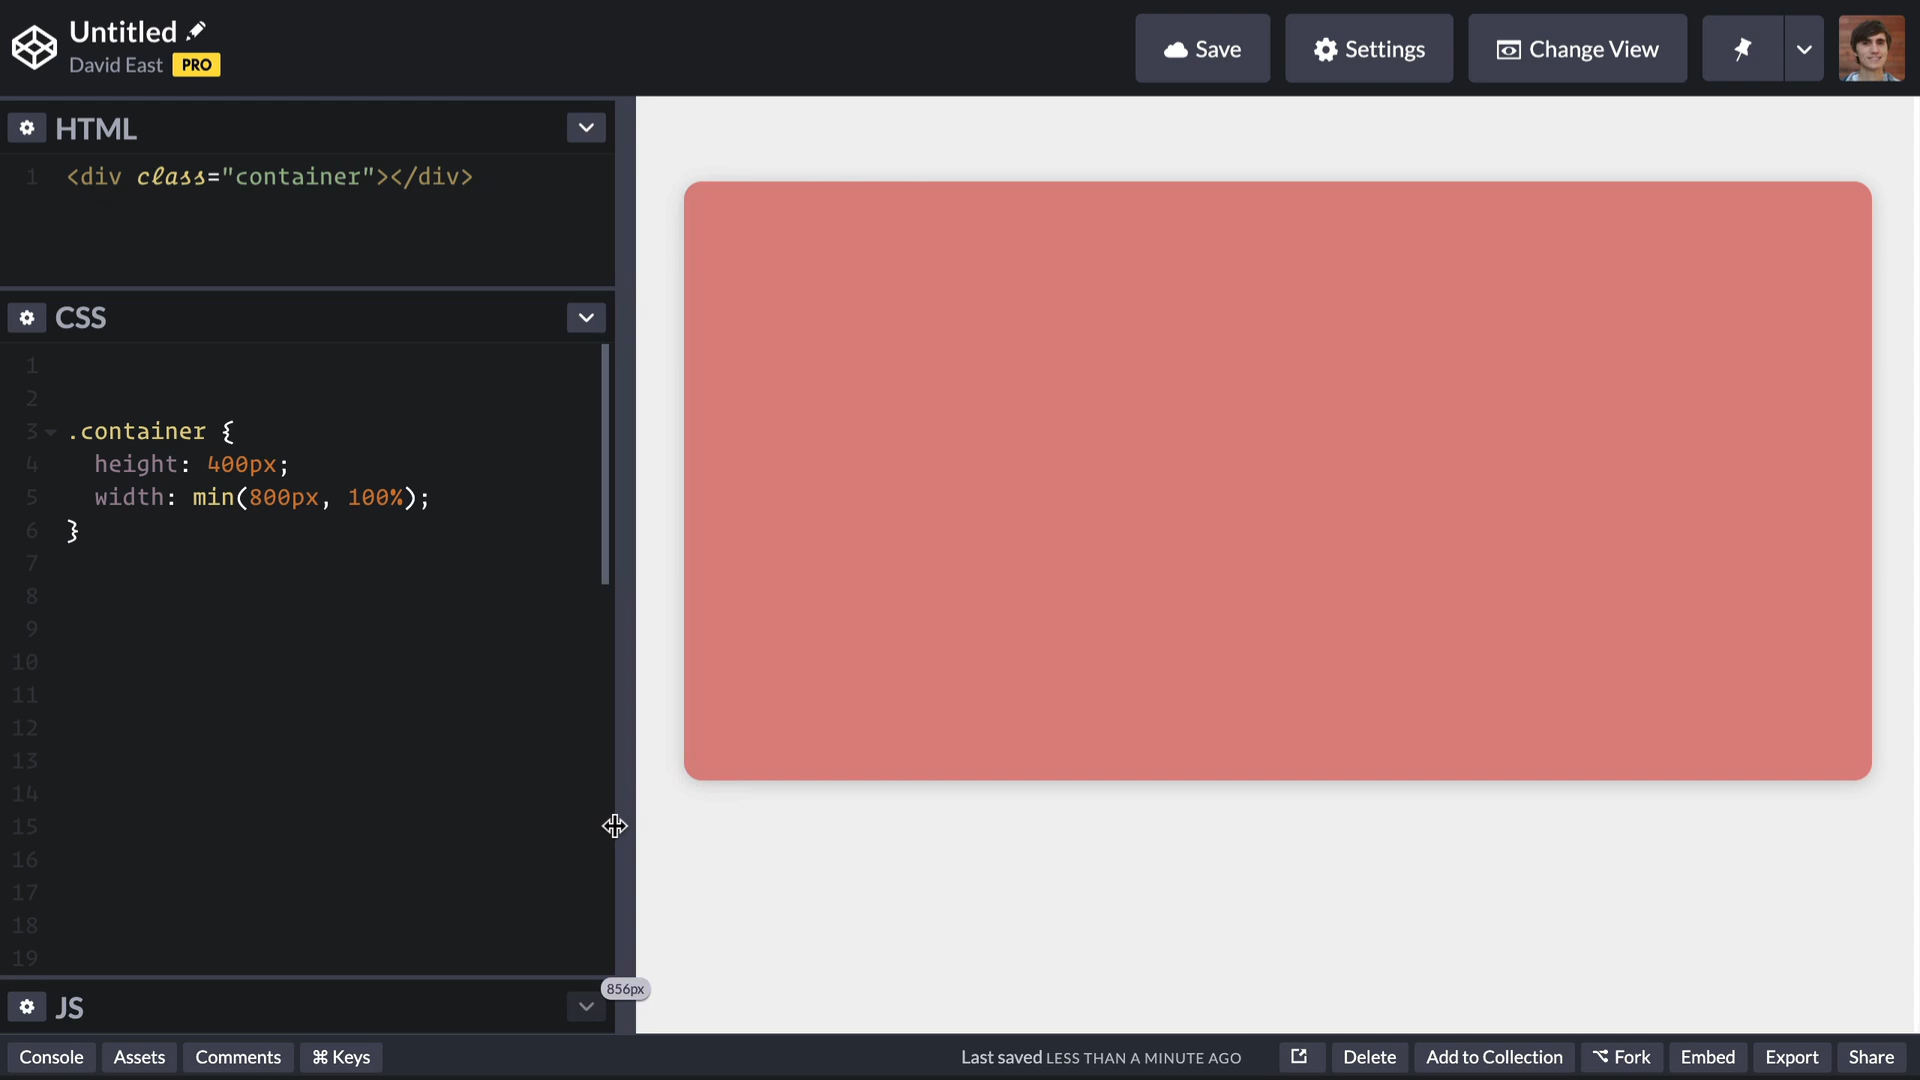 Untitled
David East PRO
Save
Settings
Change View
HTML
1 <div class="container"></div>
CSS
1
2
3 .container {
4 height: 400px;
5 width: min(800px, 100%);
6 }
7
8
9
10
11
12
13
14
15
16
17
18
19
856px
JS
Console Assets Comments ⌘ Keys Last saved LESS THAN A MINUTE AGO Delete Add to Collection ⌥ Fork Embed Export Share